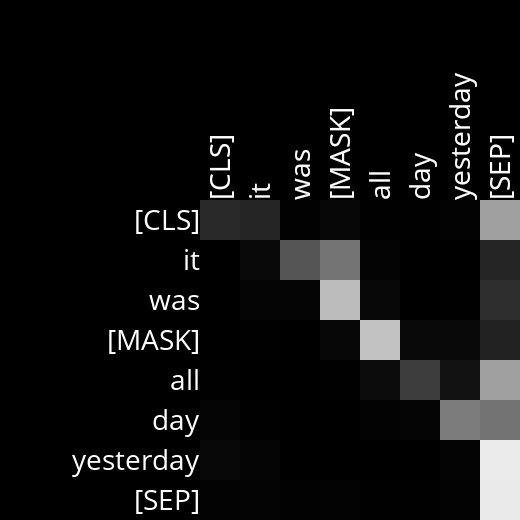 [CLS]
it
was
[MASK]
all
day
yesterday
[SEP]
[CLS]
it
was
[MASK]
all
day
yesterday
[SEP]